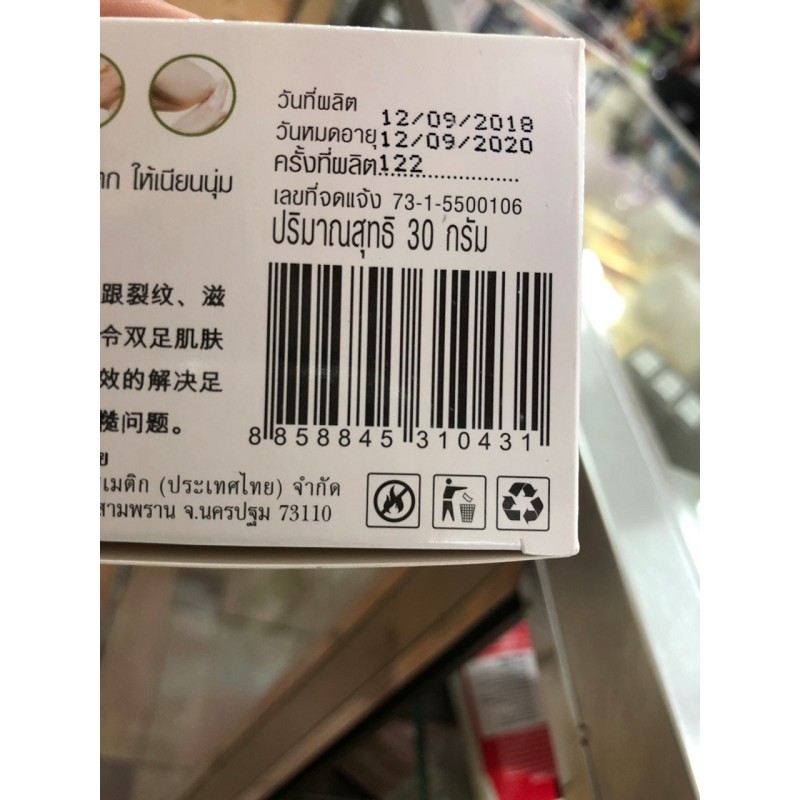 วันที่ผลิต 12/09/2018
วันหมดอายุ 12/09/2020
ครั้งที่ผลิต 122
เลขที่จดแจ้ง 73-1-5500106
ปริมาณสุทธิ 30 กรัม
ให้เนียนนุ่ม
跟裂纹、滋
令双足肌肤
效的解决足
问题。
8 858845 310431
เมติก (ประเทศไทย) จำกัด
สามพราน จ.นครปฐม 73110